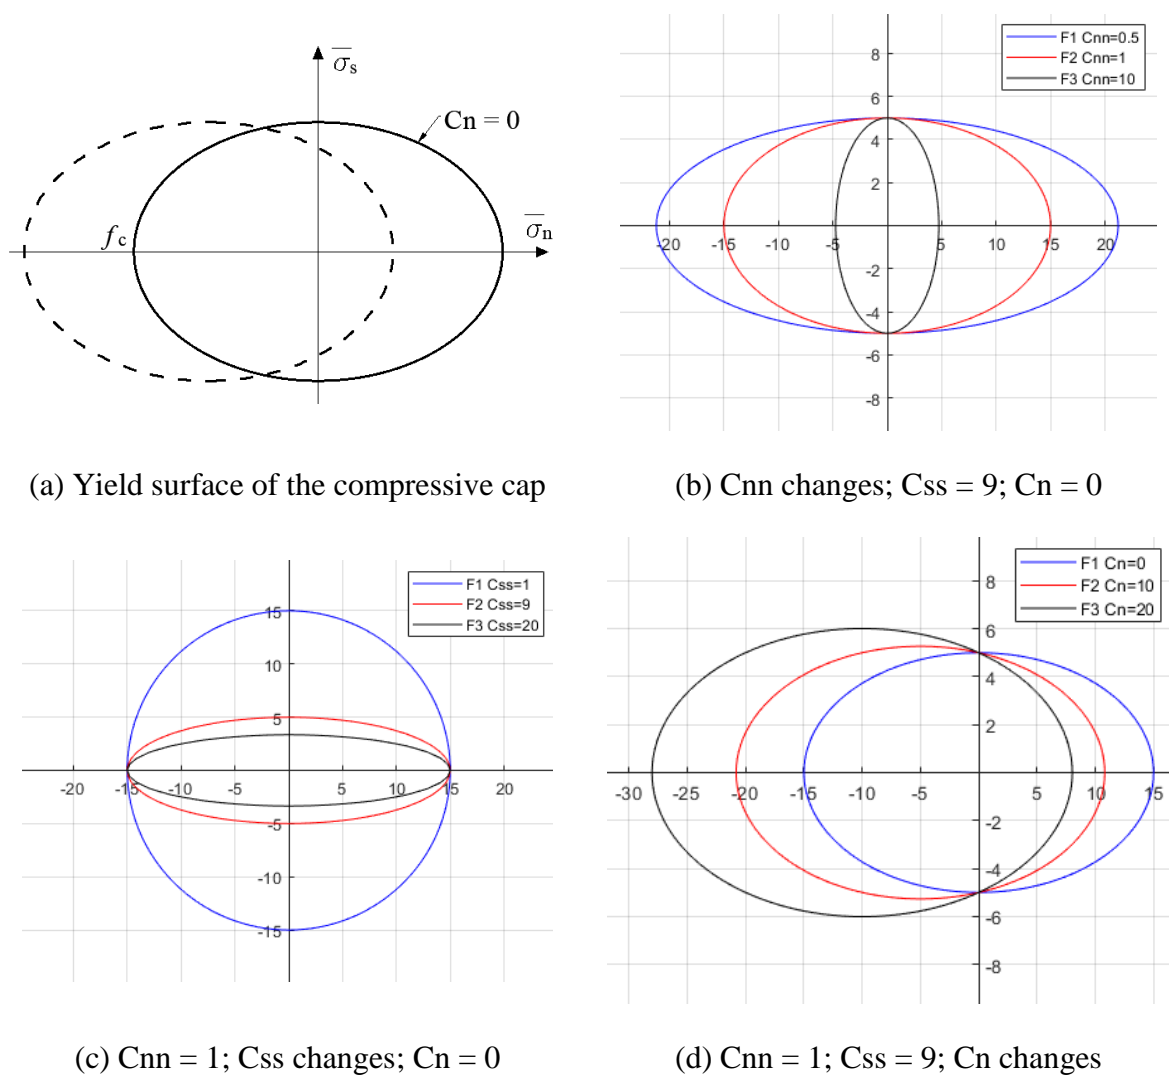 σs
Cn = 0
fc
σn
(a) Yield surface of the compressive cap
F1 Cnn=0.5
F2 Cnn=1
F3 Cnn=10
8
6
4
2
-20
-15
-10
-5
5
10
15
20
-2
-4
-6
-8
(b) Cnn changes; Css = 9; Cn = 0
F1 Css=1
F2 Css=9
F3 Css=20
15
10
5
-20
-15
-10
-5
5
10
15
20
-5
-10
-15
(c) Cnn = 1; Css changes; Cn = 0
F1 Cn=0
F2 Cn=10
F3 Cn=20
8
6
4
2
-30
-25
-20
-15
-10
-5
5
10
15
-2
-4
-6
-8
(d) Cnn = 1; Css = 9; Cn changes